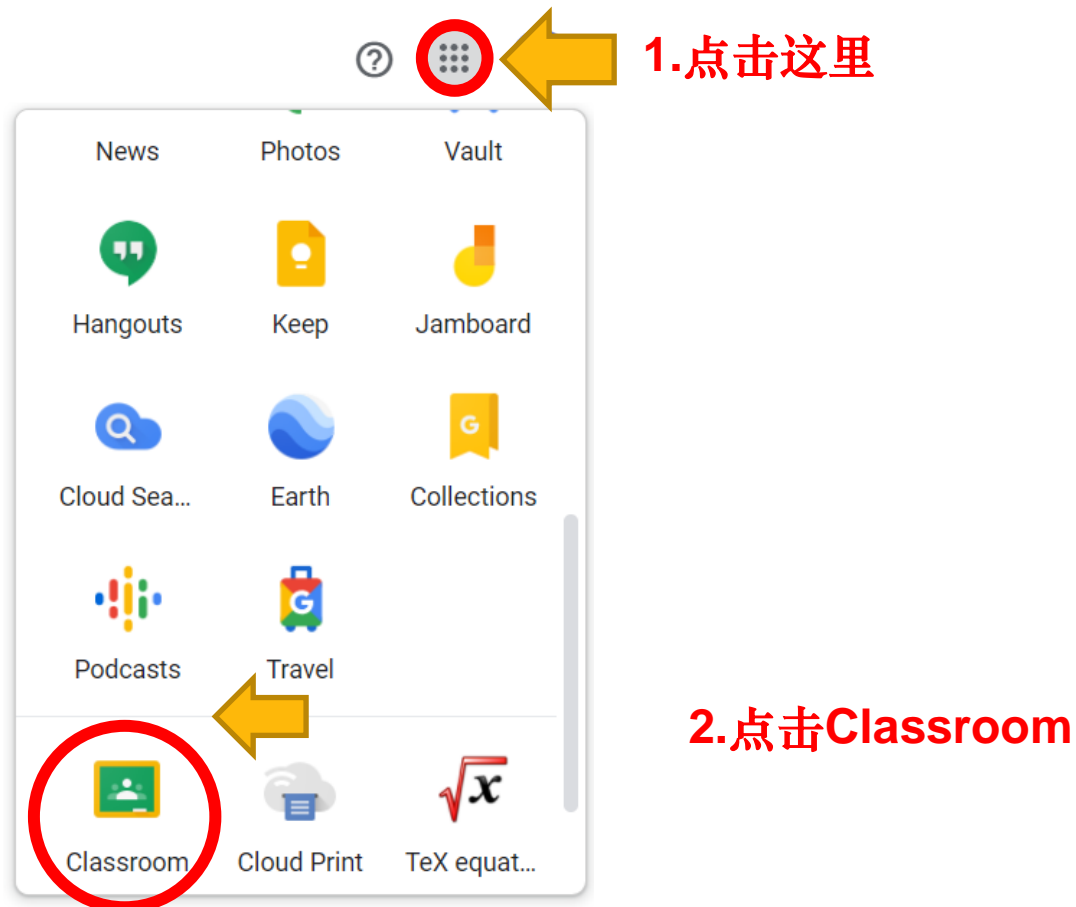 1.点击这里
News Photos Vault
Hangouts Keep Jamboard
G
Cloud Sea... Earth Collections
G
Podcasts Travel
2.点击Classroom
√x
Classroom Cloud Print TeX equat...